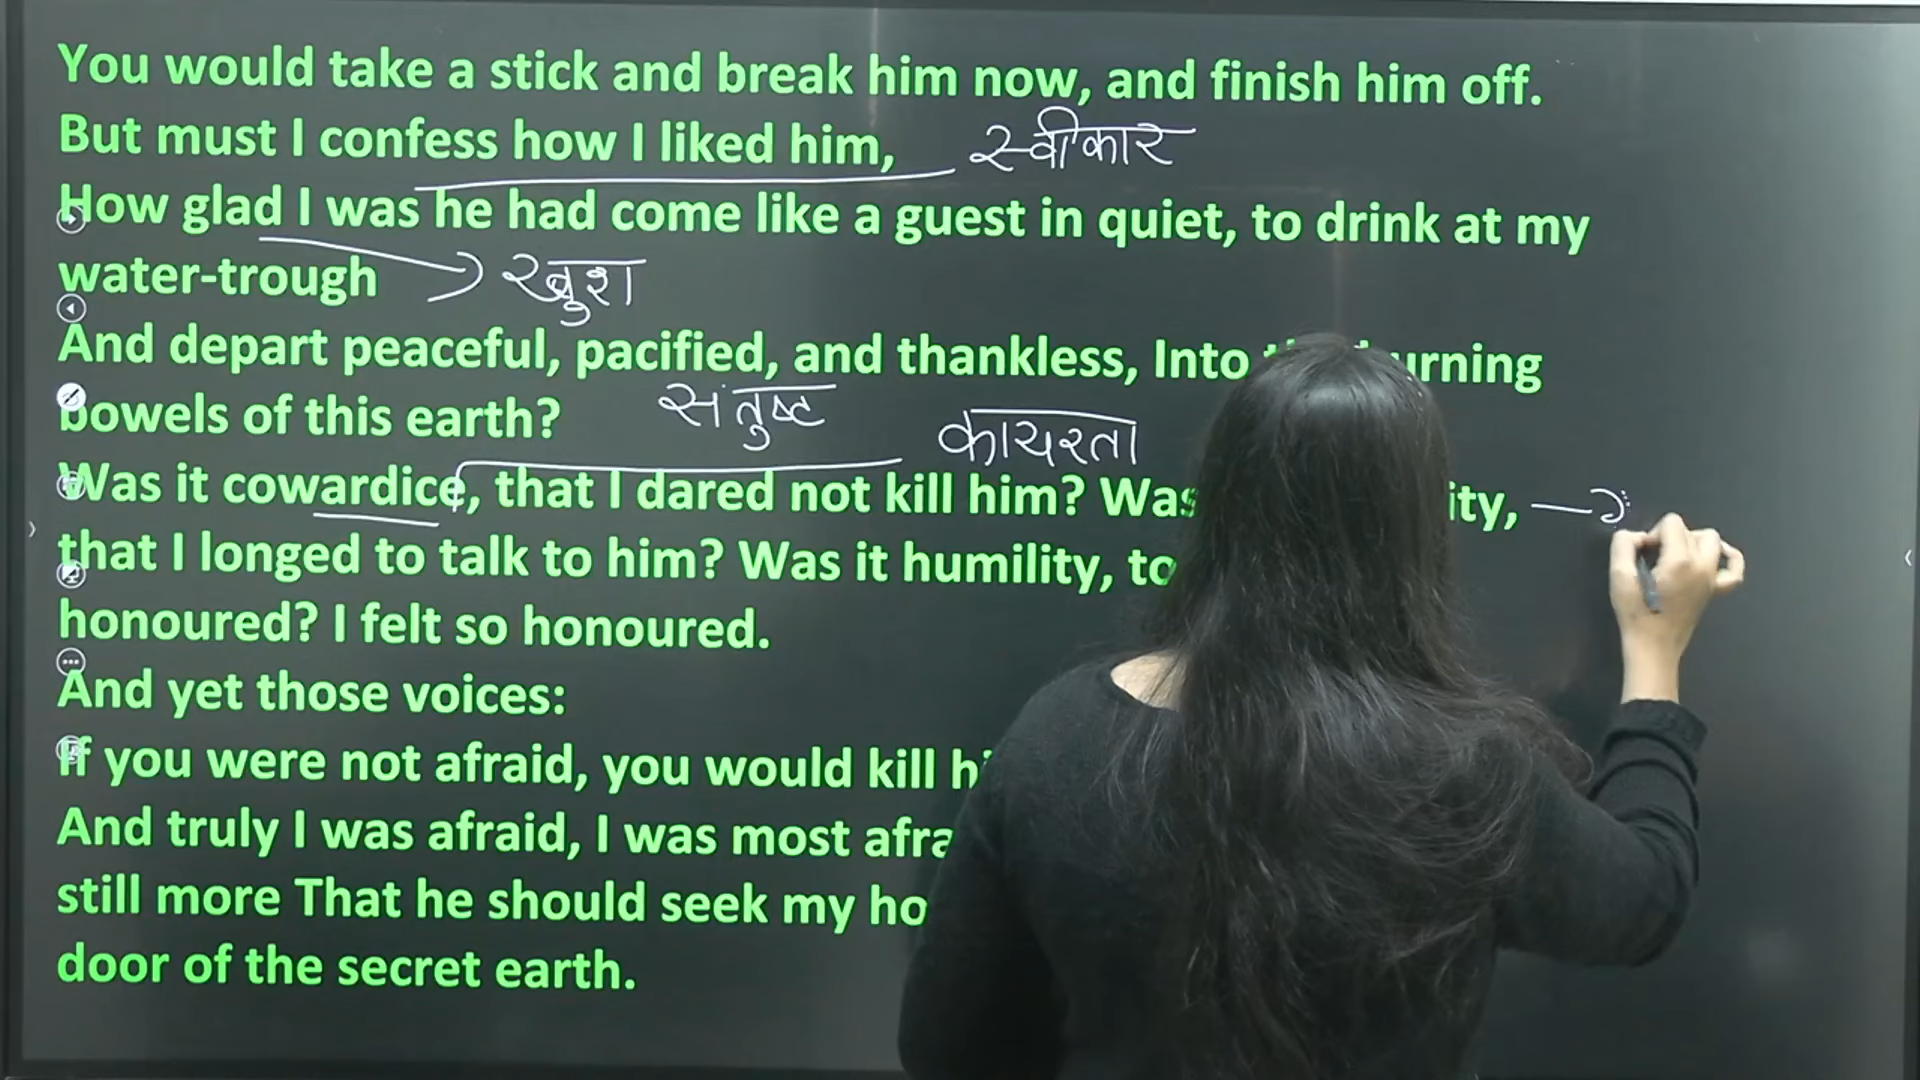 You would take a stick and break him now, and finish him off.
But must I confess how I liked him, स्वीकार
How glad I was he had come like a guest in quiet, to drink at my
water-trough खुश
And depart peaceful, pacified, and thankless, Into urning
bowels of this earth? संतुष्ट कायरता
Was it cowardice, that I dared not kill him? Was ity,
that I longed to talk to him? Was it humility, to
honoured? I felt so honoured.
And yet those voices:
If you were not afraid, you would kill
And truly I was afraid, I was most afra
still more That he should seek my ho
door of the secret earth.